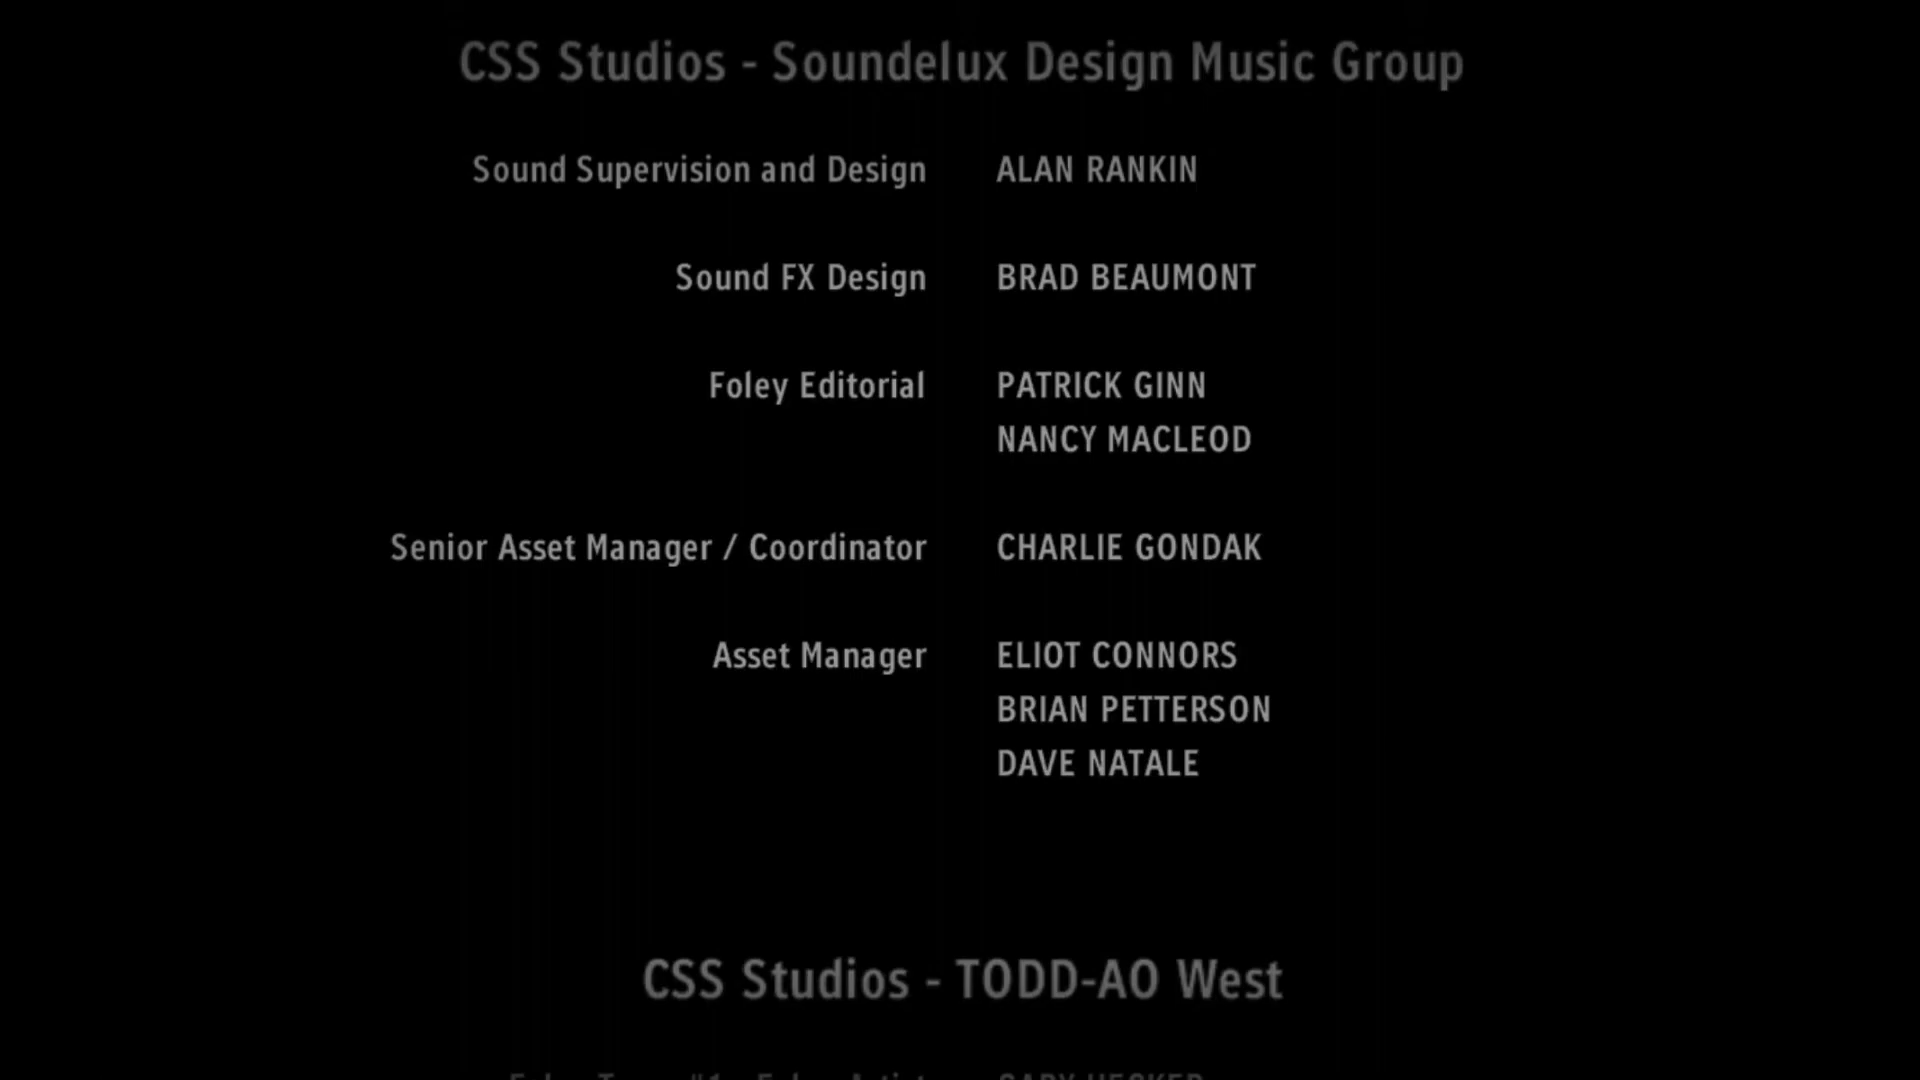 CSS Studios - Soundelux Design Music Group
Sound Supervision and Design ALAN RANKIN
Sound FX Design BRAD BEAUMONT
Foley Editorial PATRICK GINN
NANCY MACLEOD
Senior Asset Manager / Coordinator CHARLIE GONDAK
Asset Manager ELIOT CONNORS
BRIAN PETTERSON
DAVE NATALE
CSS Studios - TODD-AO West